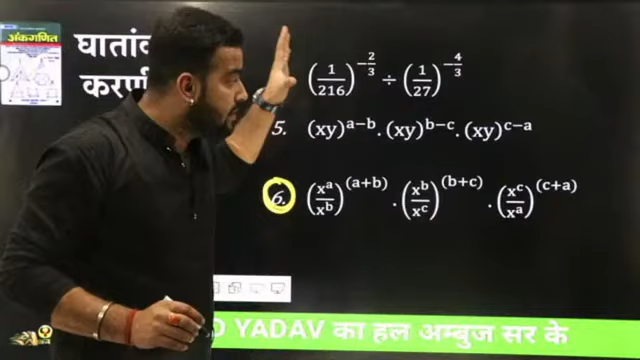 अंकगणित
घातां
करणी
(1/216)^(-2/3) ÷ (1/27)^(-4/3)
5. (xy)^(a-b) . (xy)^(b-c) . (xy)^(c-a)
6. (x^a/x^b)^(a+b) . (x^b/x^c)^(b+c) . (x^c/x^a)^(c+a)
YADAV का हल अम्बुज सर के